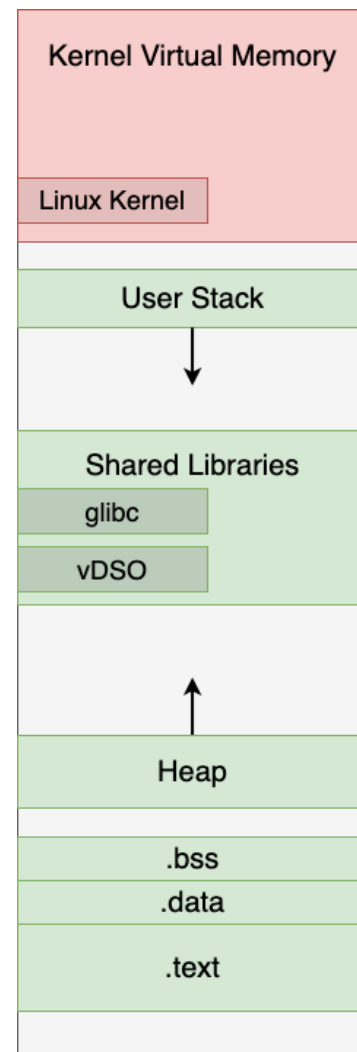 Kernel Virtual Memory
Linux Kernel
User Stack
Shared Libraries
glibc
vDSO
Heap
.bss
.data
.text